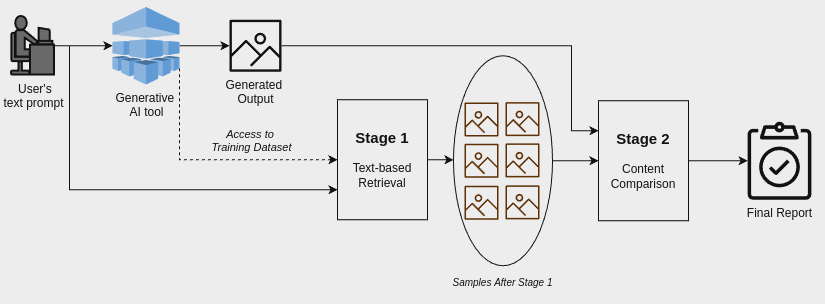 User's
text prompt
Generative
AI tool
Generated
Output
Access to
Training Dataset
Stage 1
Text-based
Retrieval
Samples After Stage 1
Stage 2
Content
Comparison
Final Report